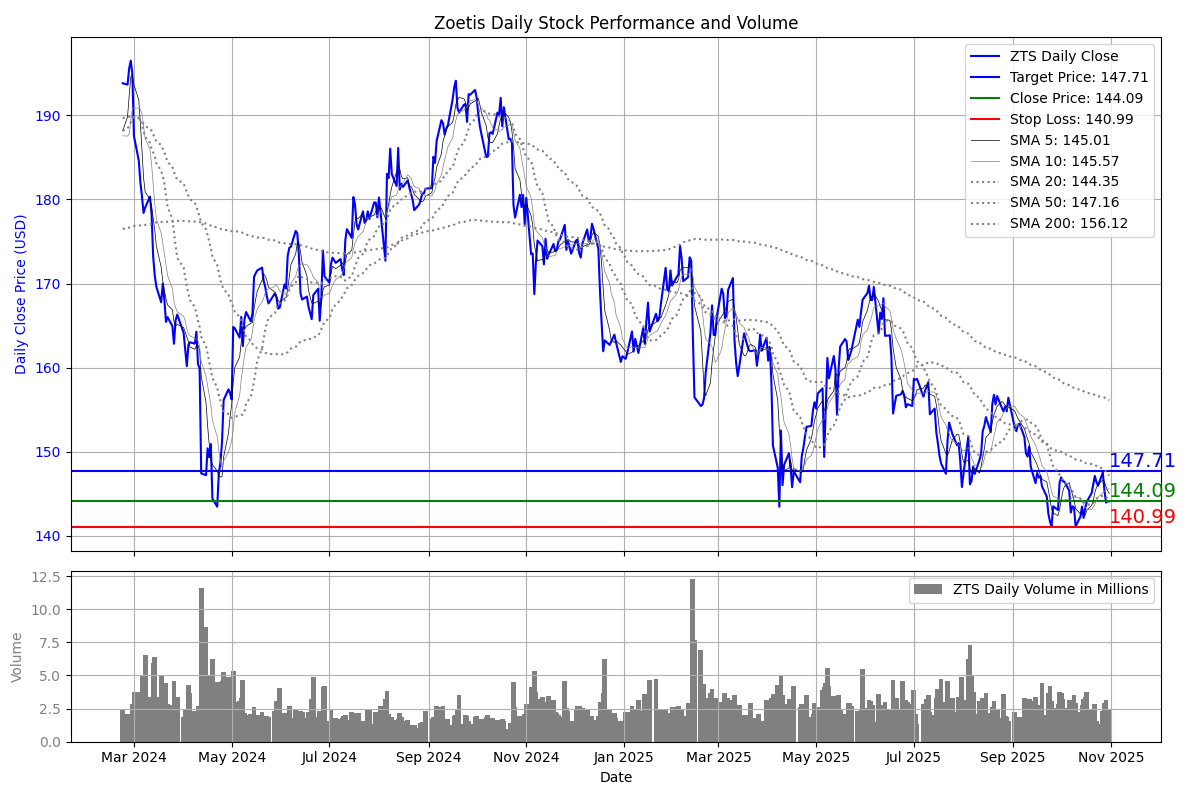 Zoetis Daily Stock Performance and Volume
Daily Close Price (USD)
190
180
170
160
150
140
ZTS Daily Close
Target Price: 147.71
Close Price: 144.09
Stop Loss: 140.99
SMA 5: 145.01
SMA 10: 145.57
SMA 20: 144.35
SMA 50: 147.16
SMA 200: 156.12
147.71
144.09
140.99
Volume
12.5
10.0
7.5
5.0
2.5
0.0
ZTS Daily Volume in Millions
Mar 2024 May 2024 Jul 2024 Sep 2024 Nov 2024 Jan 2025 Mar 2025 May 2025 Jul 2025 Sep 2025 Nov 2025
Date